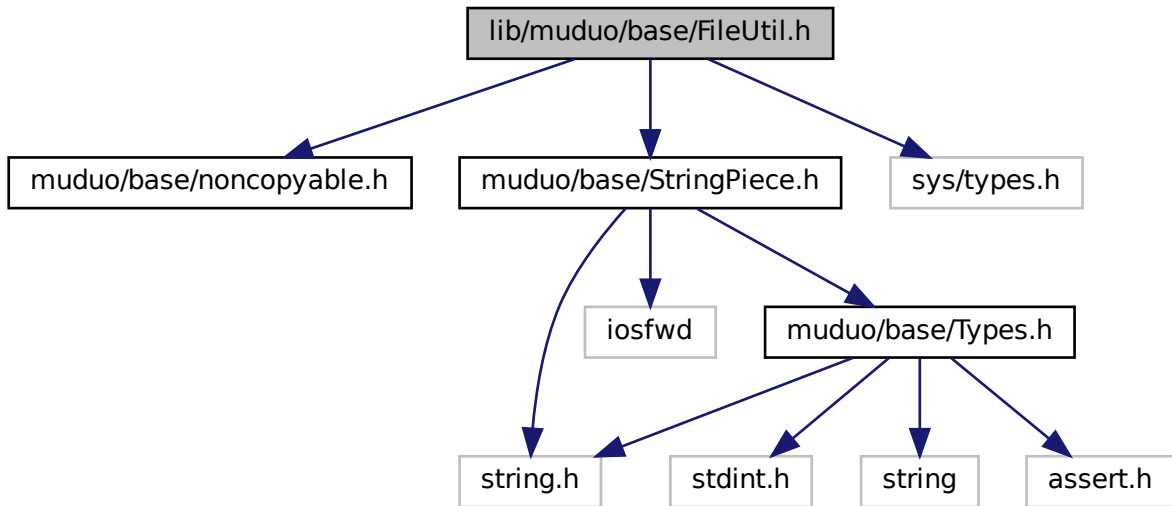 lib/muduo/base/FileUtil.h
muduo/base/noncopyable.h
muduo/base/StringPiece.h
sys/types.h
iosfwd
muduo/base/Types.h
string.h
stdint.h
string
assert.h